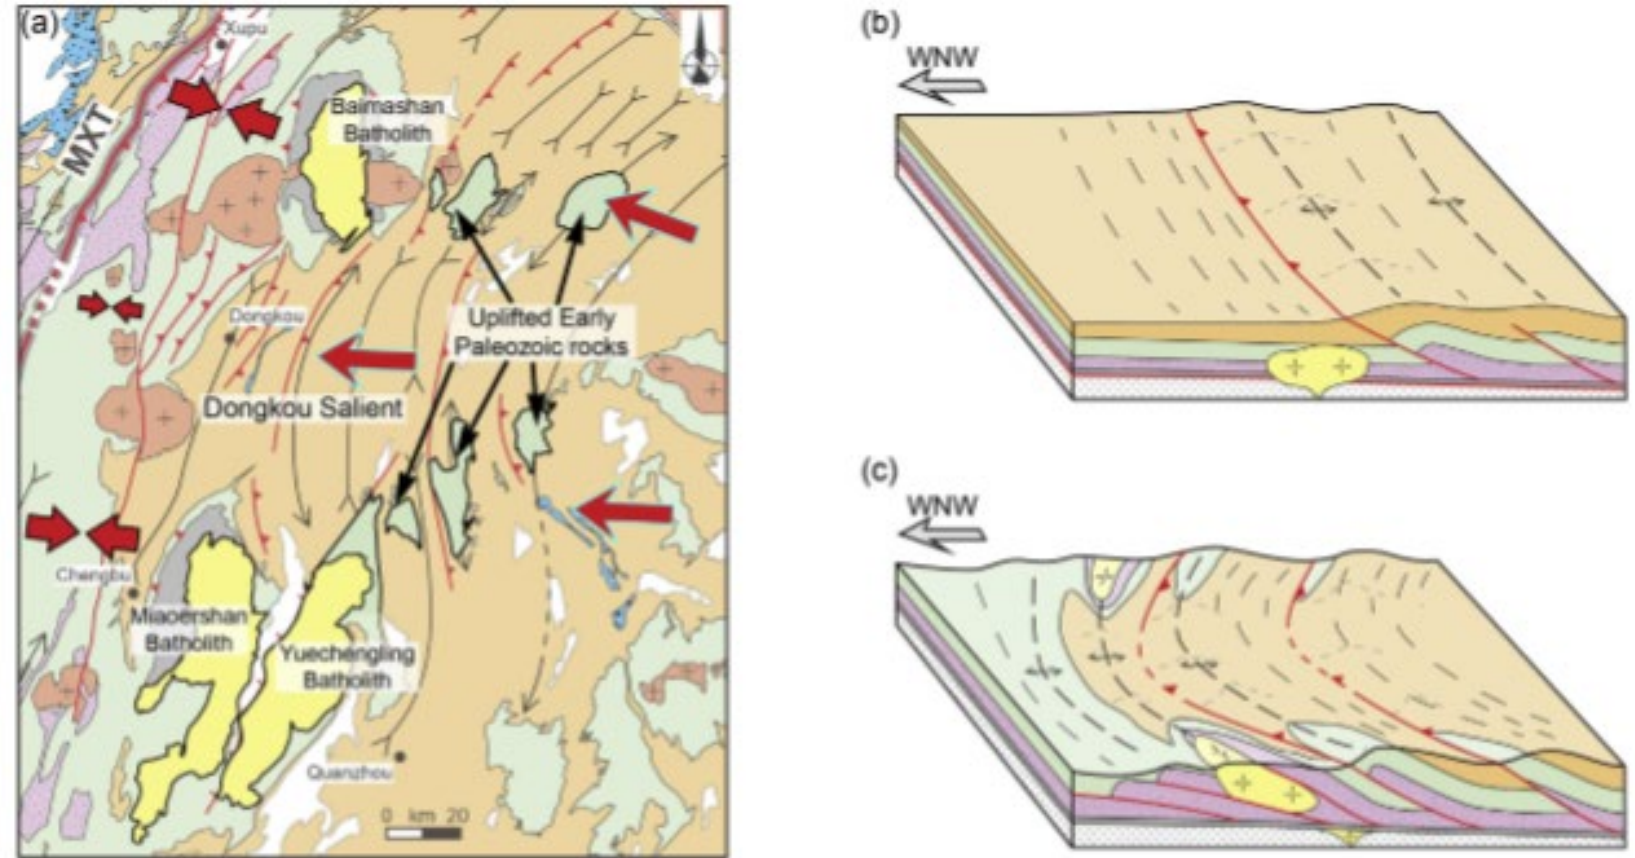 (a)
Xupu
MXT
Baimashan
Batholith
Uplifted Early
Paleozoic rocks
Dongkou
Dongkou Salient
Chengbu
Miaoershan
Batholith
Yuechengling
Batholith
Quanzhou
0 km 20
(b)
WNW
(c)
WNW